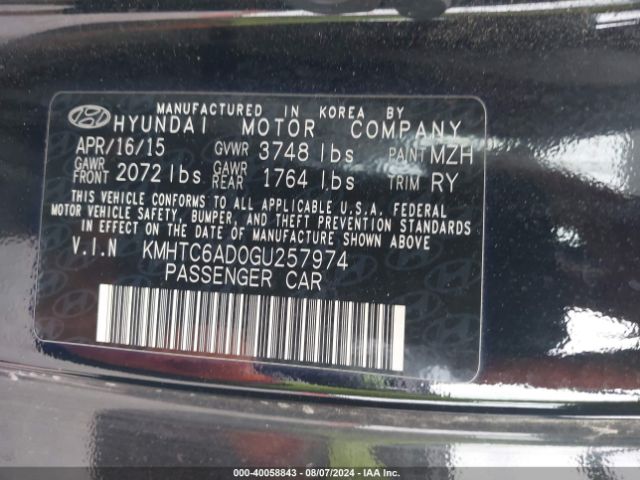 MANUFACTURED IN KOREA BY
HYUNDAI MOTOR COMPANY
APR/16/15 GVWR 3748 lbs PAINT MZH
GAWR FRONT 2072 lbs GAWR REAR 1764 lbs TRIM RY
THIS VEHICLE CONFORMS TO ALL APPLICABLE U.S.A. FEDERAL
MOTOR VEHICLE SAFETY, BUMPER, AND THEFT PREVENTION STANDARDS
IN EFFECT ON THE DATE OF MANUFACTURE SHOWN ABOVE
V.I.N KMHTC6AD0GU257974
PASSENGER CAR
000-40058843 - 08/07/2024 - IAA Inc.